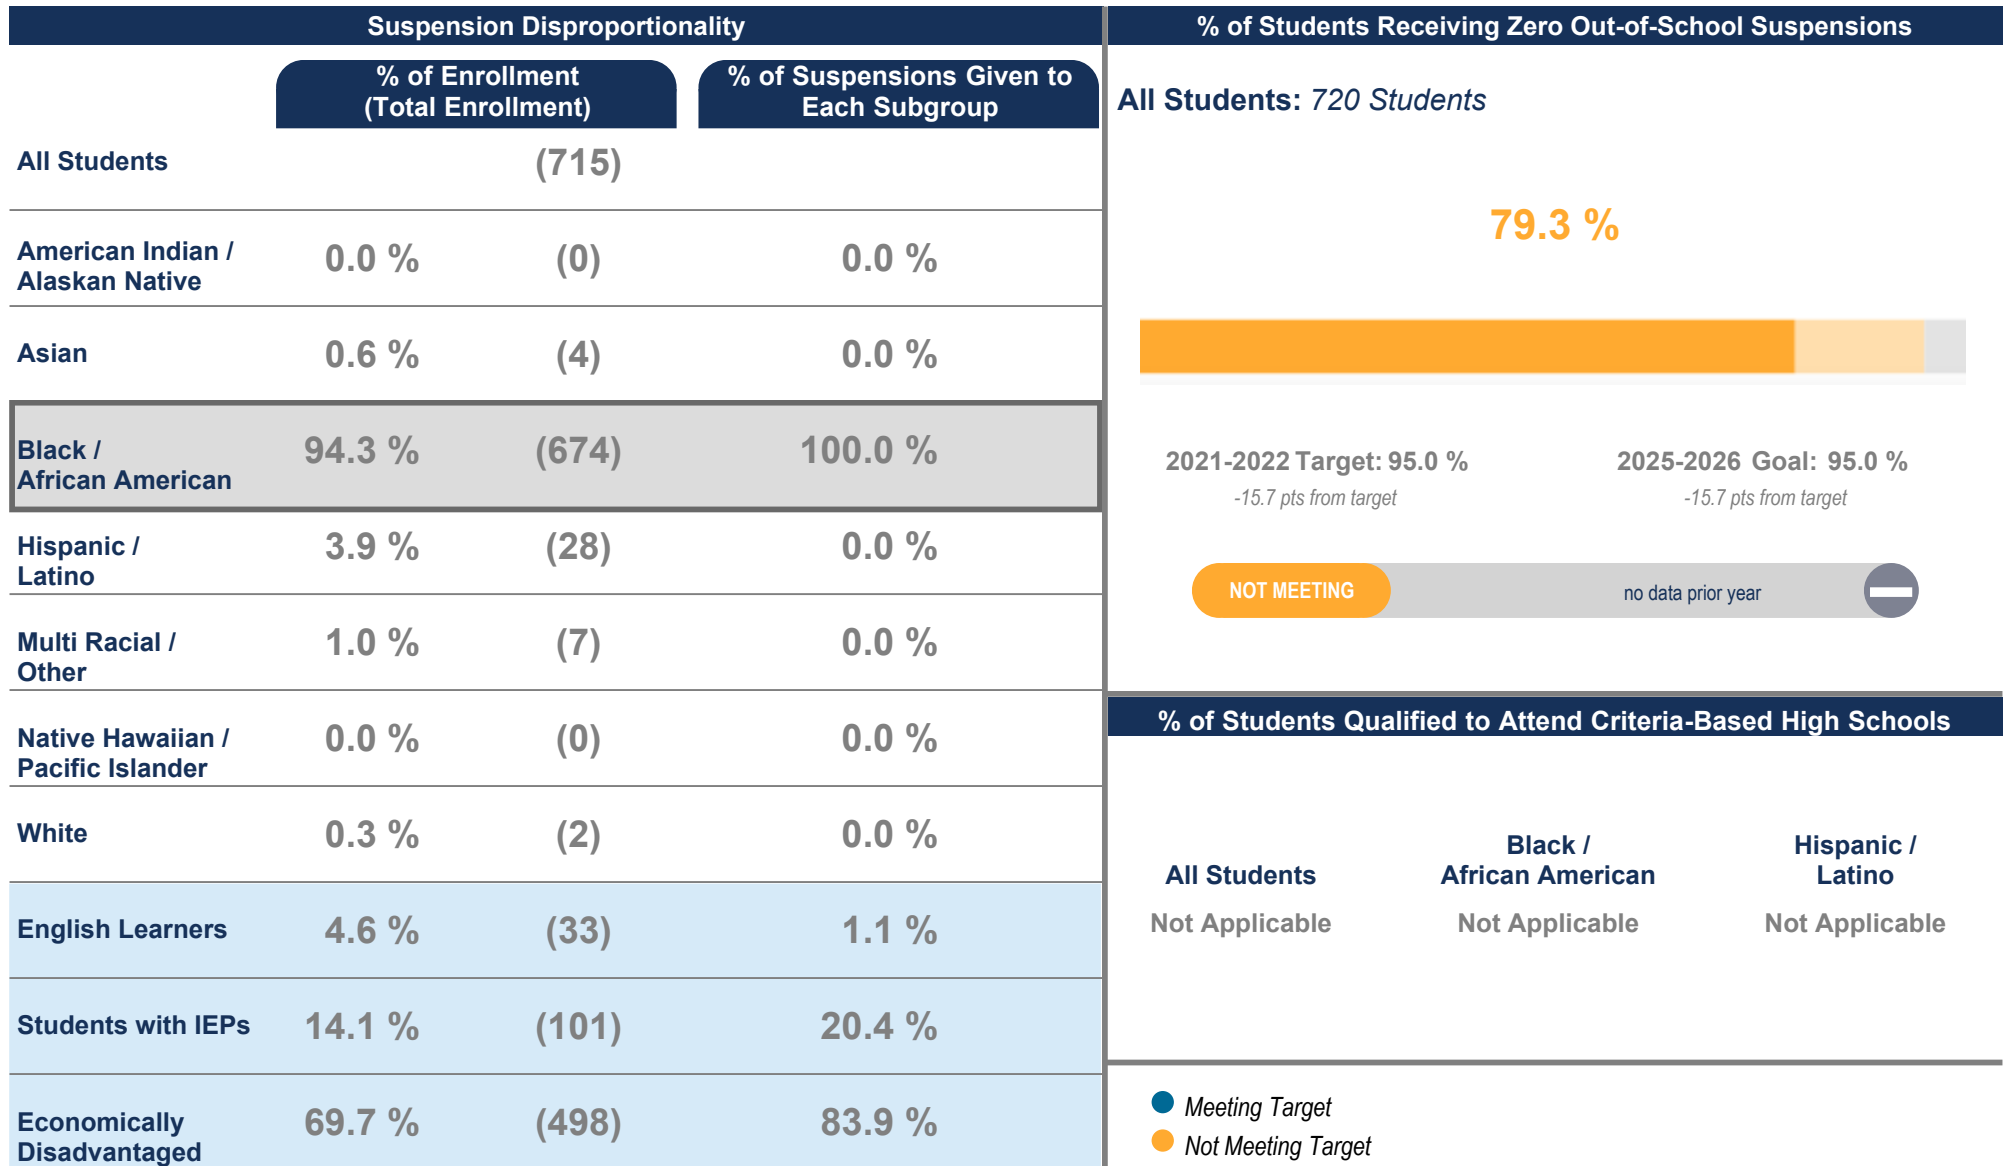 Suspension Disproportionality
% of Enrollment
(Total Enrollment)
% of Suspensions Given to
Each Subgroup
All Students (715)
American Indian /
Alaskan Native
0.0 % (0) 0.0 %
Asian 0.6 % (4) 0.0 %
Black /
African American
94.3 % (674) 100.0 %
Hispanic /
Latino
3.9 % (28) 0.0 %
Multi Racial /
Other
1.0 % (7) 0.0 %
Native Hawaiian /
Pacific Islander
0.0 % (0) 0.0 %
White 0.3 % (2) 0.0 %
English Learners 4.6 % (33) 1.1 %
Students with IEPs 14.1 % (101) 20.4 %
Economically
Disadvantaged
69.7 % (498) 83.9 %
% of Students Receiving Zero Out-of-School Suspensions
All Students: 720 Students
79.3 %
2021-2022 Target: 95.0 %
-15.7 pts from target
2025-2026 Goal: 95.0 %
-15.7 pts from target
NOT MEETING
no data prior year
% of Students Qualified to Attend Criteria-Based High Schools
All Students
Not Applicable
Black /
African American
Not Applicable
Hispanic /
Latino
Not Applicable
Meeting Target
Not Meeting Target